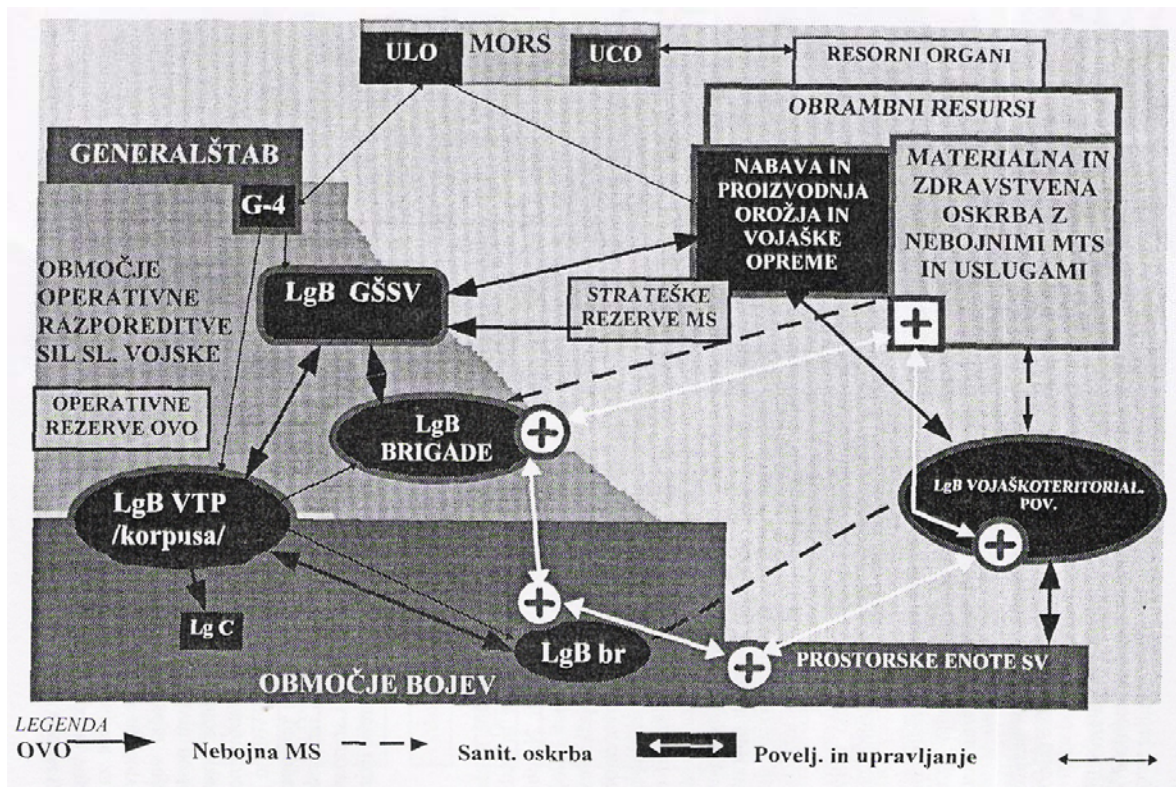 ULO
MORS
UCO
RESORNI ORGANI
OBRAMBNI RESURSI
GENERALŠTAB
G-4
NABAVA IN
PROIZVODNJA
OROŽJA IN
VOJAŠKE
OPREME
MATERIALNA IN
ZDRAVSTVENA
OSKRBA Z
NEBOJNIMI MTS
IN USLUGAMI
OBMOČJE
OPERATIVNE
RAZPOREDITVE
SIL SL. VOJSKE
LgB GŠSV
STRATEŠKE
REZERVE MS
OPERATIVNE
REZERVE OVO
LgB
BRIGADE
LgB VTP
/korpusa/
LgB VOJAŠKOTERITORIAL.
POV.
Lg C
LgB br
PROSTORSKE ENOTE SV
OBMOČJE BOJEV
LEGENDA
OVO
Nebojna MS
Sanit. oskrba
Povelj. in upravljanje